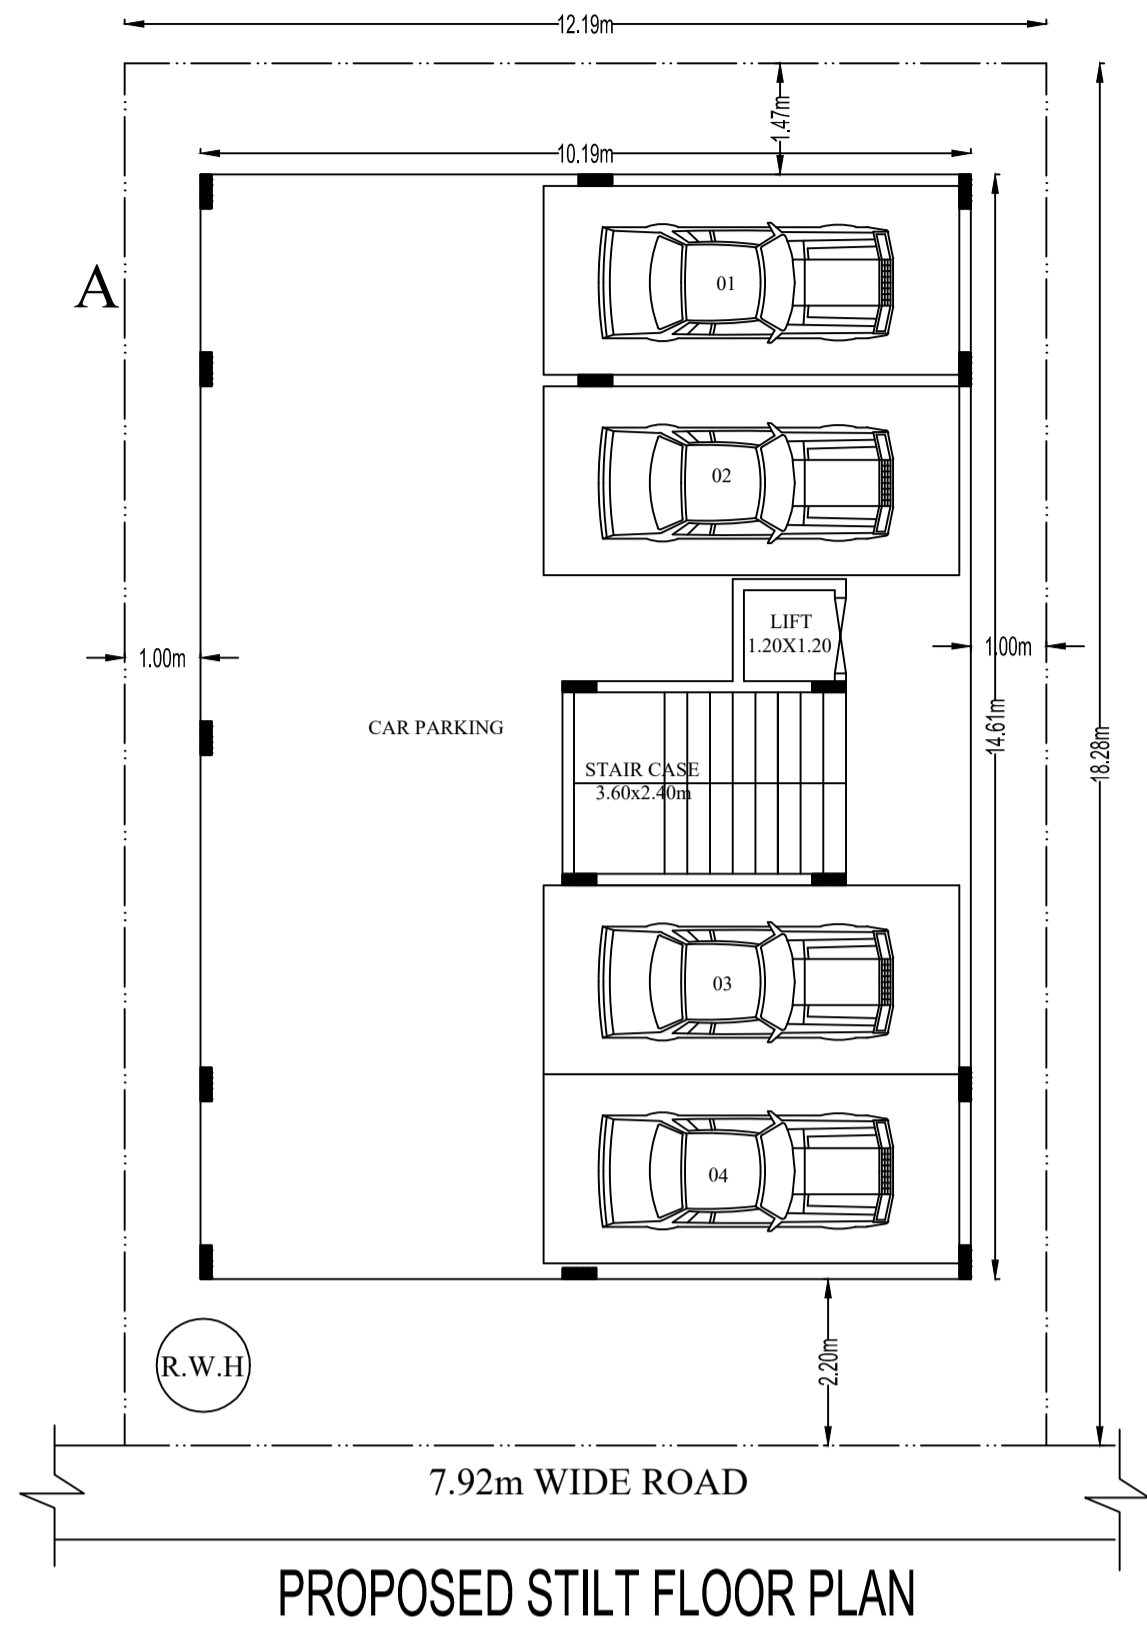 12.19m
1.47m
10.19m
A
01
02
LIFT
1.20X1.20
1.00m
1.00m
14.61m
18.28m
CAR PARKING
STAIR CASE
3.60x2.40m
03
04
2.20m
R.W.H
7.92m WIDE ROAD
PROPOSED STILT FLOOR PLAN